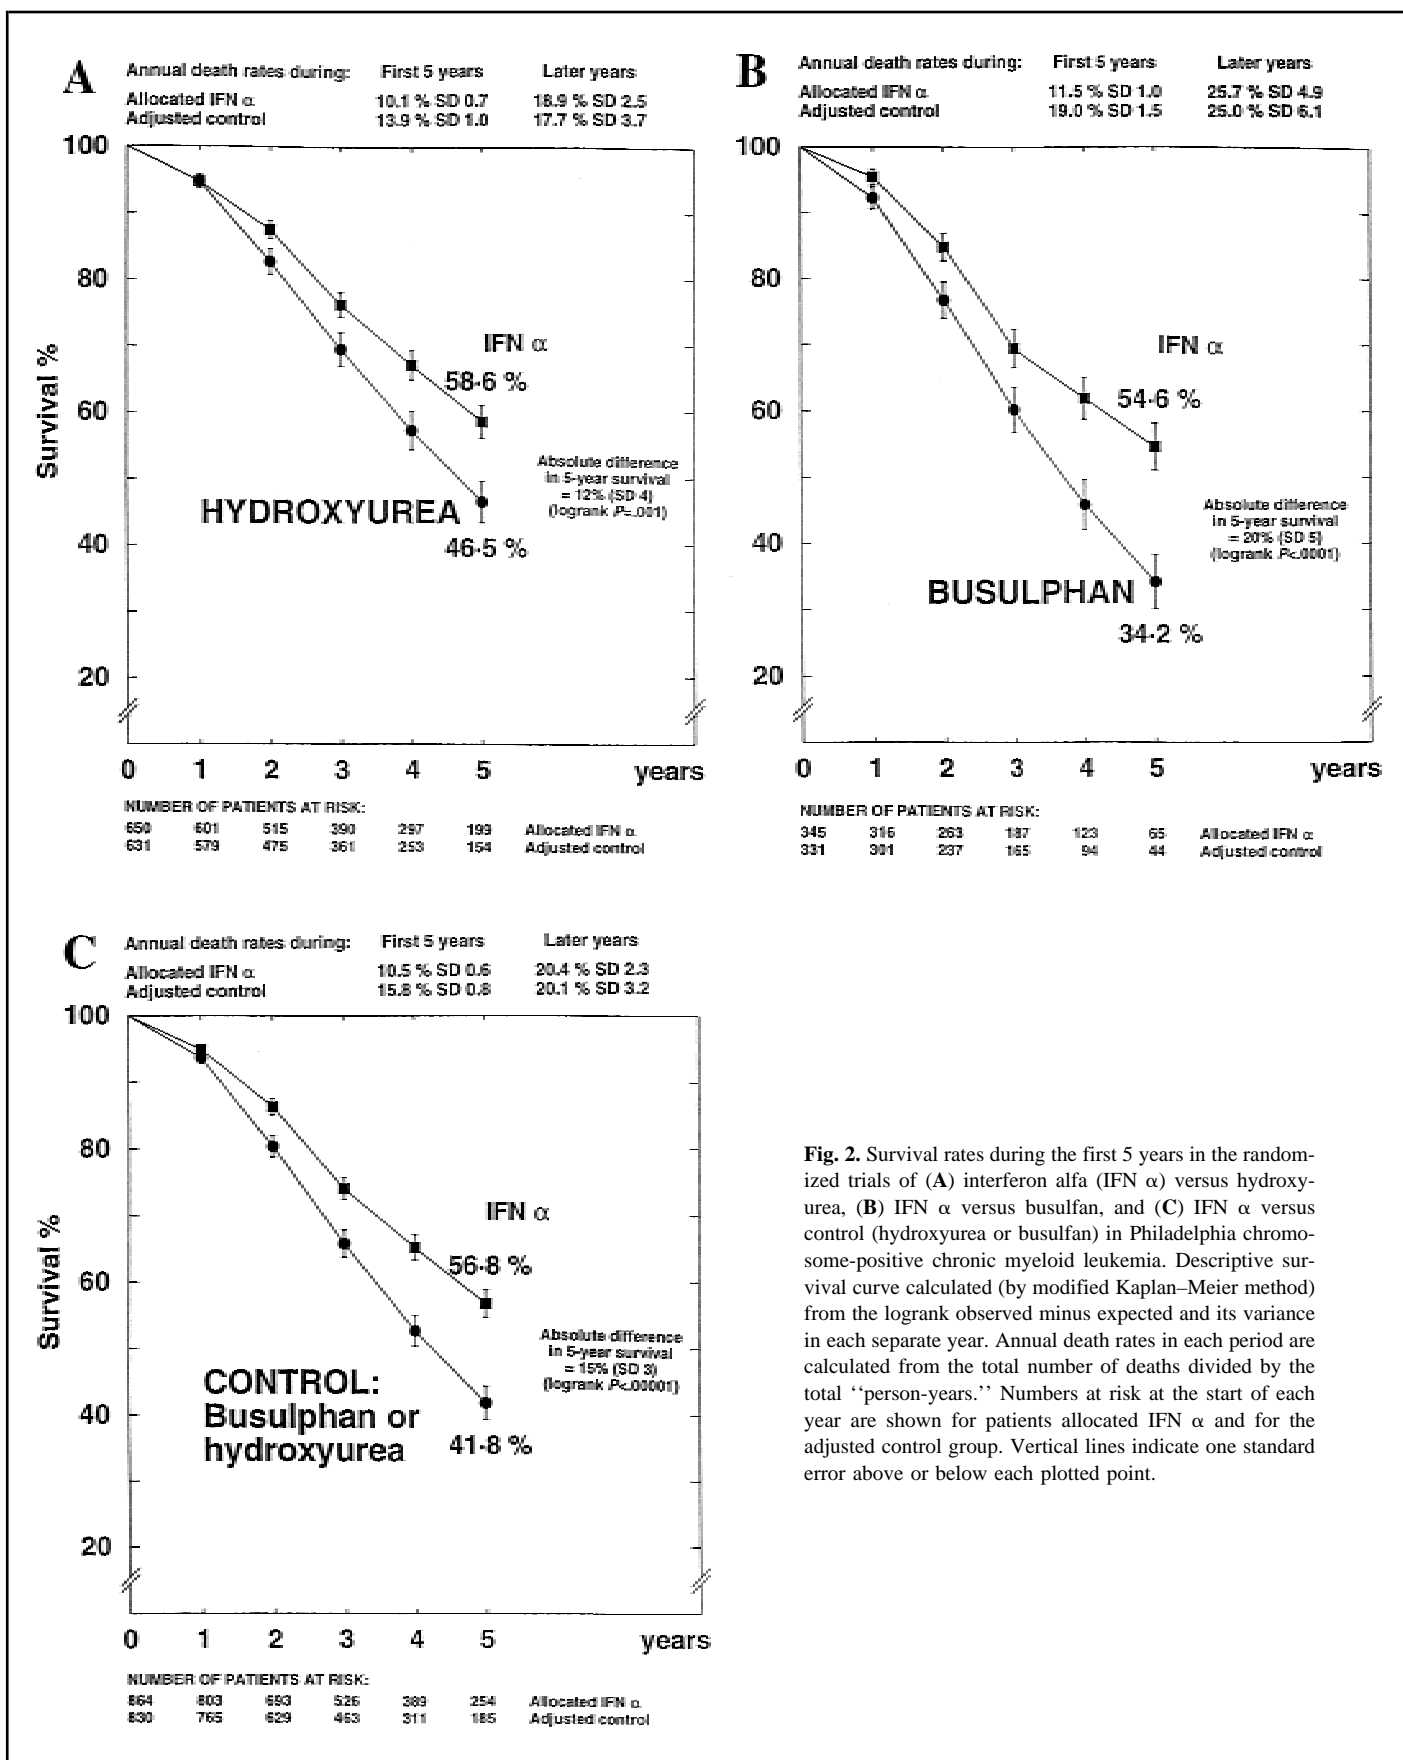 A
Annual death rates during: First 5 years Later years
Allocated IFN α 10.1 % SD 0.7 18.9 % SD 2.5
Adjusted control 13.9 % SD 1.0 17.7 % SD 3.7
100
80
60
40
20
Survival %
IFN α
58·6 %
Absolute difference
in 5-year survival
= 12% (SD 4)
(logrank P=.001)
HYDROXYUREA
46·5 %
0 1 2 3 4 5 years
NUMBER OF PATIENTS AT RISK:
650 601 515 390 297 199 Allocated IFN α
631 579 475 361 253 154 Adjusted control
B
Annual death rates during: First 5 years Later years
Allocated IFN α 11.5 % SD 1.0 25.7 % SD 4.9
Adjusted control 19.0 % SD 1.5 25.0 % SD 6.1
100
80
60
40
20
IFN α
54·6 %
Absolute difference
in 5-year survival
= 20% (SD 5)
(logrank P<.0001)
BUSULPHAN
34·2 %
0 1 2 3 4 5 years
NUMBER OF PATIENTS AT RISK:
345 316 263 187 123 65 Allocated IFN α
331 301 237 165 94 44 Adjusted control
C
Annual death rates during: First 5 years Later years
Allocated IFN α 10.5 % SD 0.6 20.4 % SD 2.3
Adjusted control 15.8 % SD 0.8 20.1 % SD 3.2
100
80
60
40
20
Survival %
IFN α
56·8 %
Absolute difference
in 5-year survival
= 15% (SD 3)
(logrank P<.00001)
CONTROL:
Busulphan or
hydroxyurea
41·8 %
0 1 2 3 4 5 years
NUMBER OF PATIENTS AT RISK:
864 803 693 526 389 254 Allocated IFN α
830 765 629 463 311 185 Adjusted control
Fig. 2. Survival rates during the first 5 years in the random-
ized trials of (A) interferon alfa (IFN α) versus hydroxy-
urea, (B) IFN α versus busulfan, and (C) IFN α versus
control (hydroxyurea or busulfan) in Philadelphia chromo-
some-positive chronic myeloid leukemia. Descriptive sur-
vival curve calculated (by modified Kaplan–Meier method)
from the logrank observed minus expected and its variance
in each separate year. Annual death rates in each period are
calculated from the total number of deaths divided by the
total ‘‘person-years.’’ Numbers at risk at the start of each
year are shown for patients allocated IFN α and for the
adjusted control group. Vertical lines indicate one standard
error above or below each plotted point.